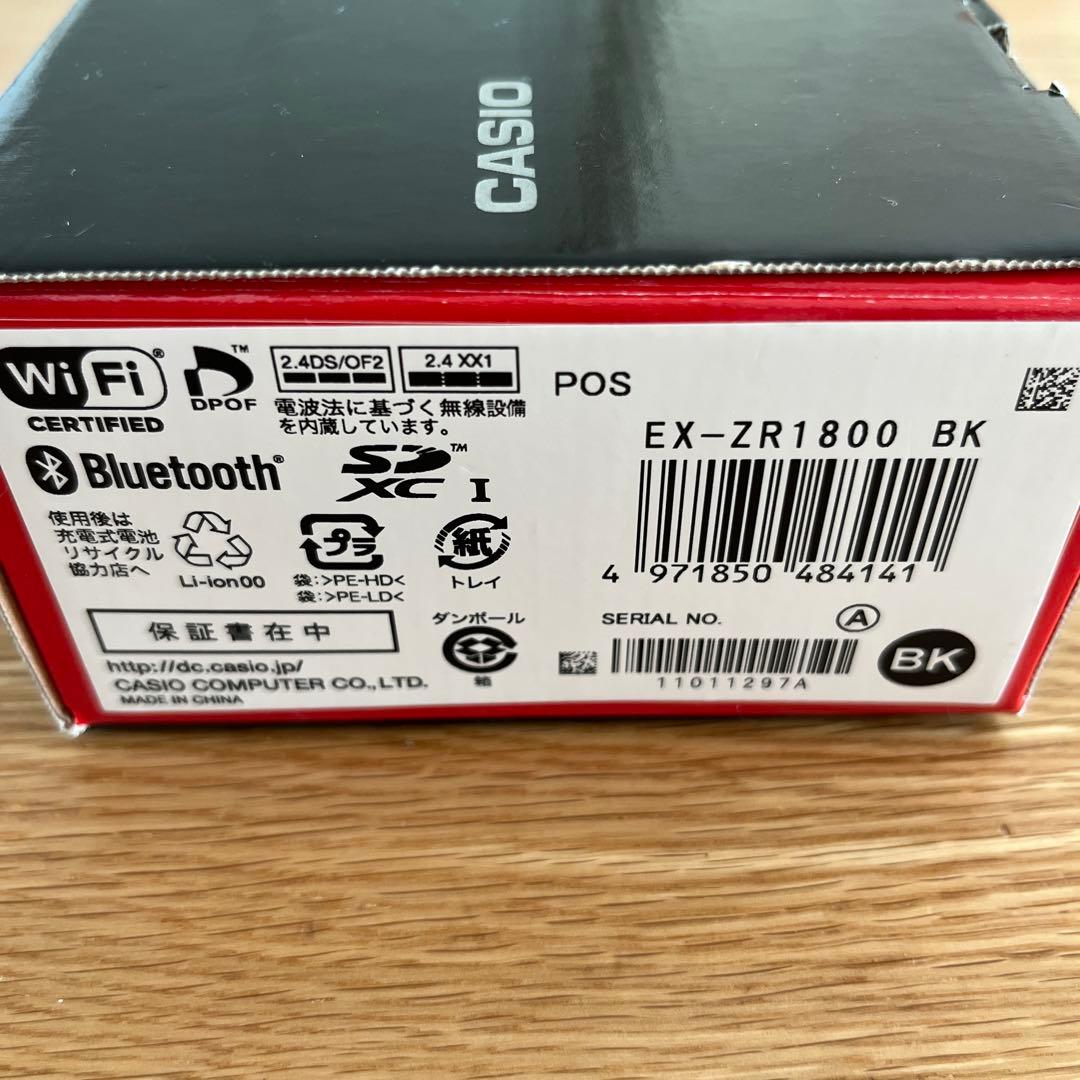 CASIO
Wi Fi®
CERTIFIED
™
DPOF
2.4DS/OF2
2.4 XX1
電波法に基づく無線設備
を内蔵しています。
Bluetooth®
SD™
XC I
使用後は
充電式電池
リサイクル
協力店へ
Li-ion00
プラ
袋:>PE-HD<
袋:>PE-LD<
紙
トレイ
保証書在中
ダンボール
箱
http://dc.casio.jp/
CASIO COMPUTER CO.,LTD.
MADE IN CHINA
POS
EX-ZR1800 BK
4 971850 484141
SERIAL NO.
A
11011297A
BK